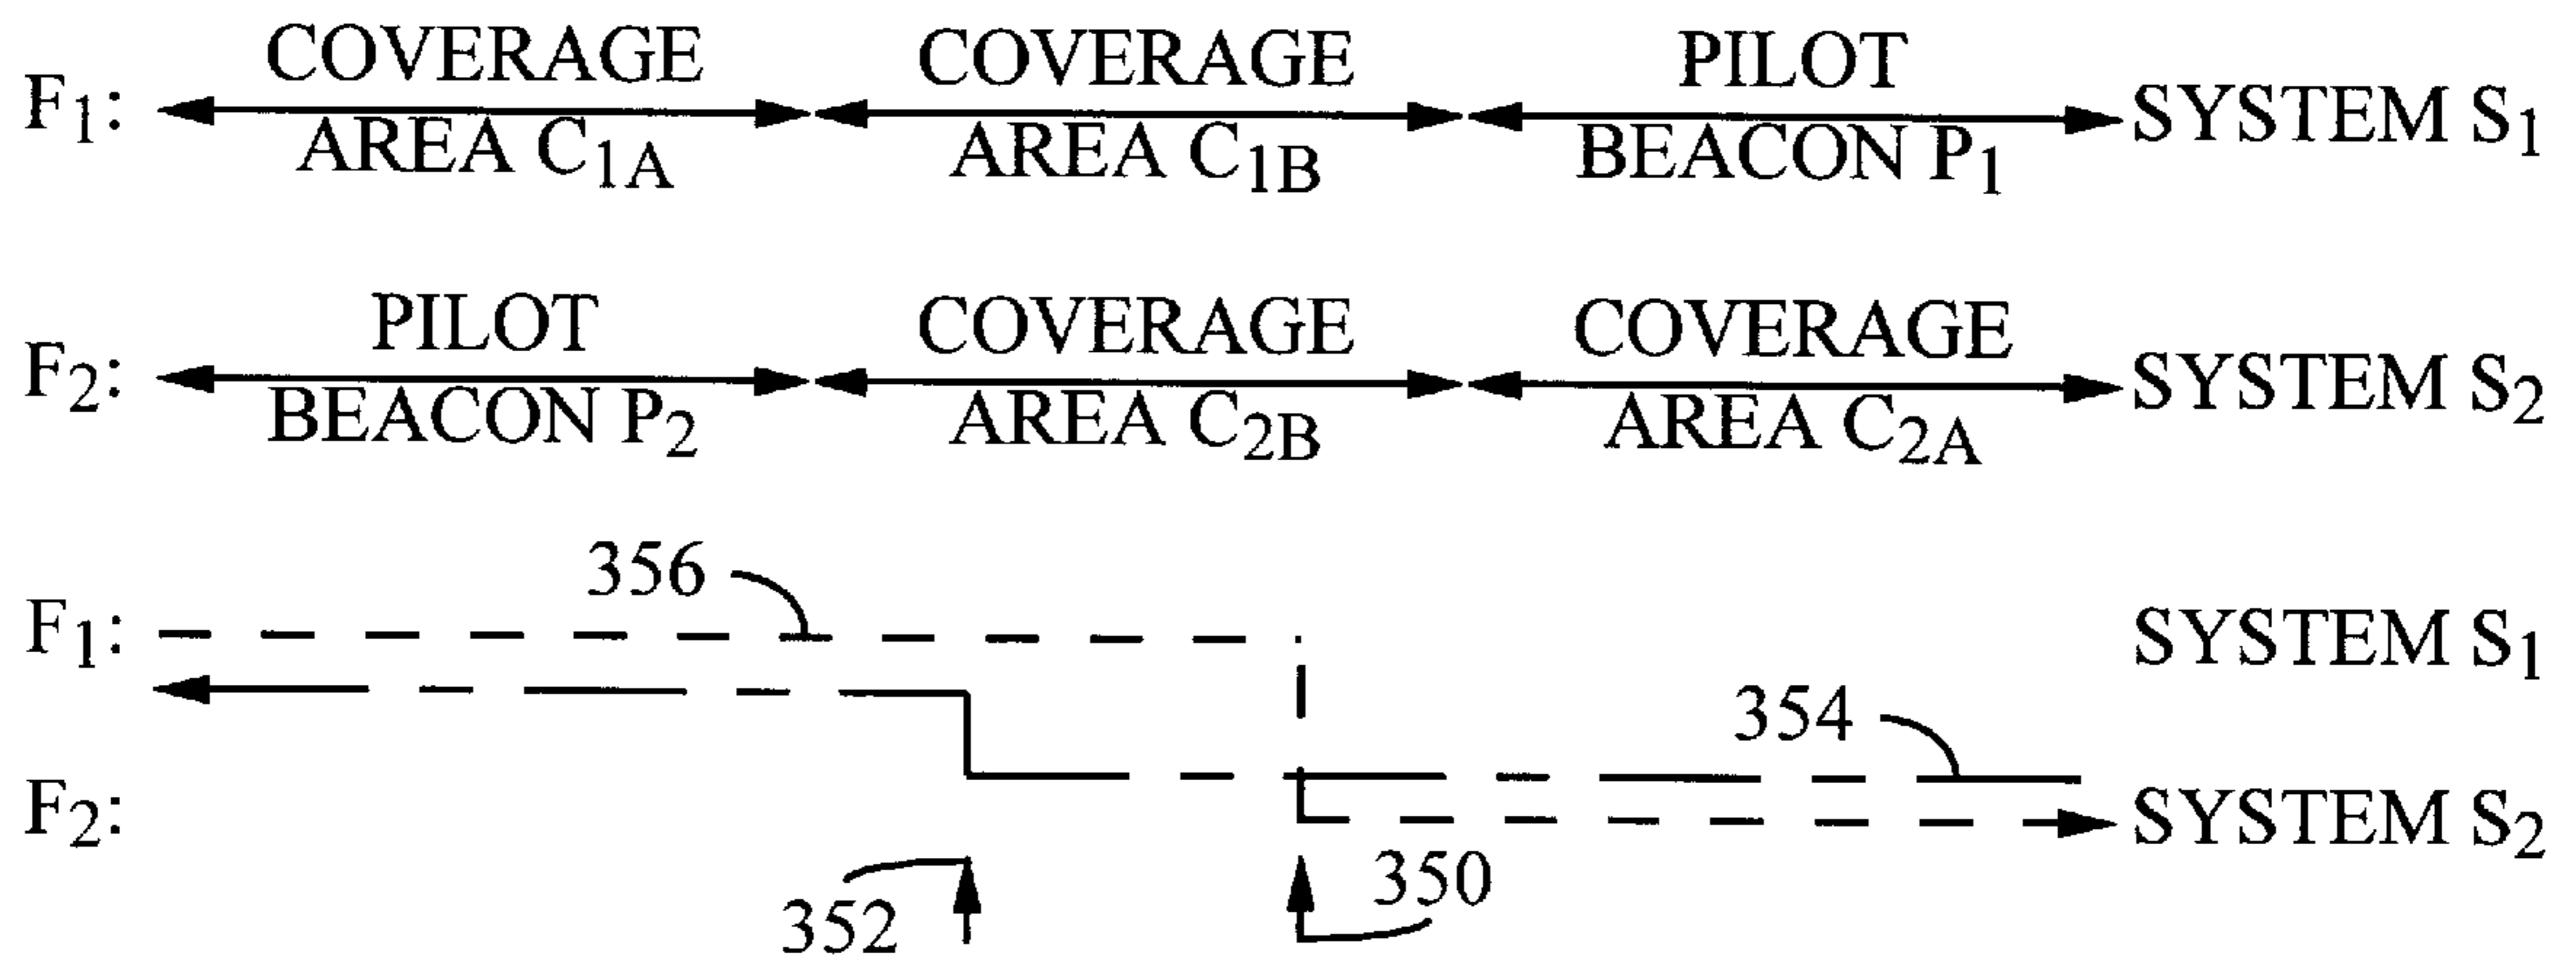 F₁: COVERAGE AREA C₁A COVERAGE AREA C₁B PILOT BEACON P₁ SYSTEM S₁
F₂: PILOT BEACON P₂ COVERAGE AREA C₂B COVERAGE AREA C₂A SYSTEM S₂
356
F₁: SYSTEM S₁
354
F₂: SYSTEM S₂
352 350